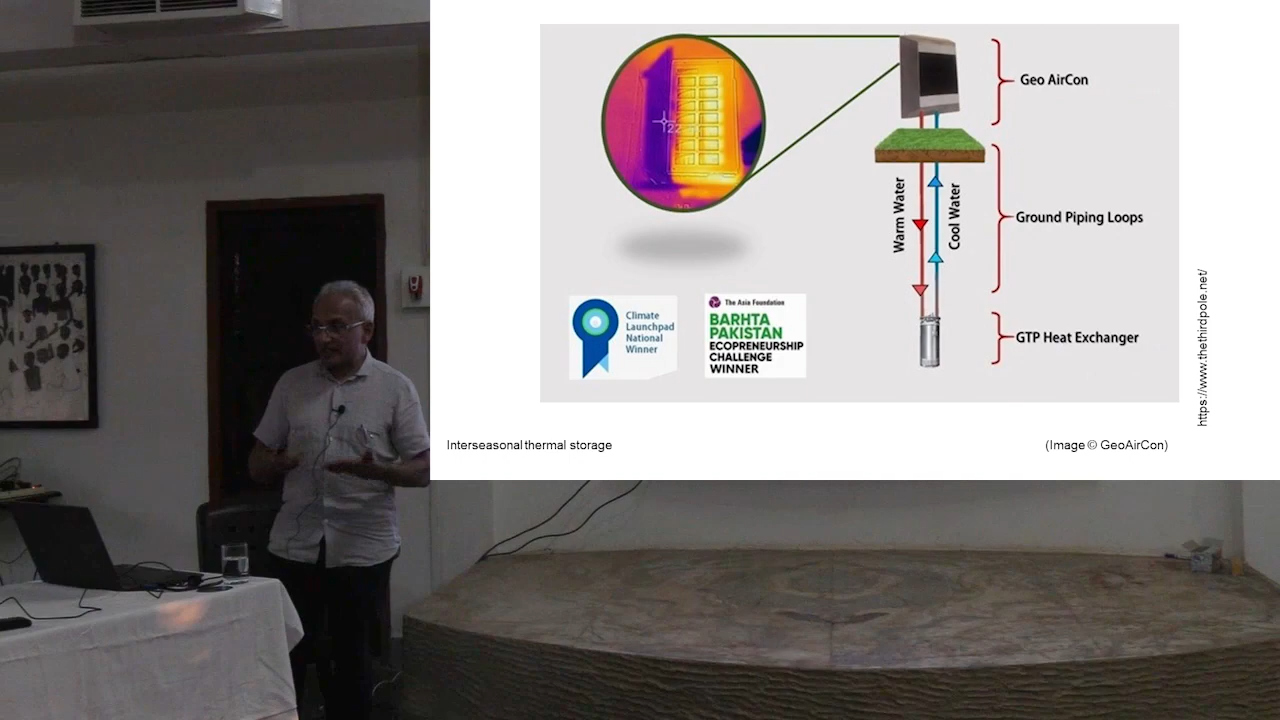 Geo AirCon
22
Warm Water
Cool Water
Ground Piping Loops
GTP Heat Exchanger
Climate
Launchpad
National
Winner
The Asia Foundation
BARHTA
PAKISTAN
ECOPRENEURSHIP
CHALLENGE
WINNER
https://www.thethirdpole.net/
Interseasonal thermal storage
(Image © GeoAirCon)